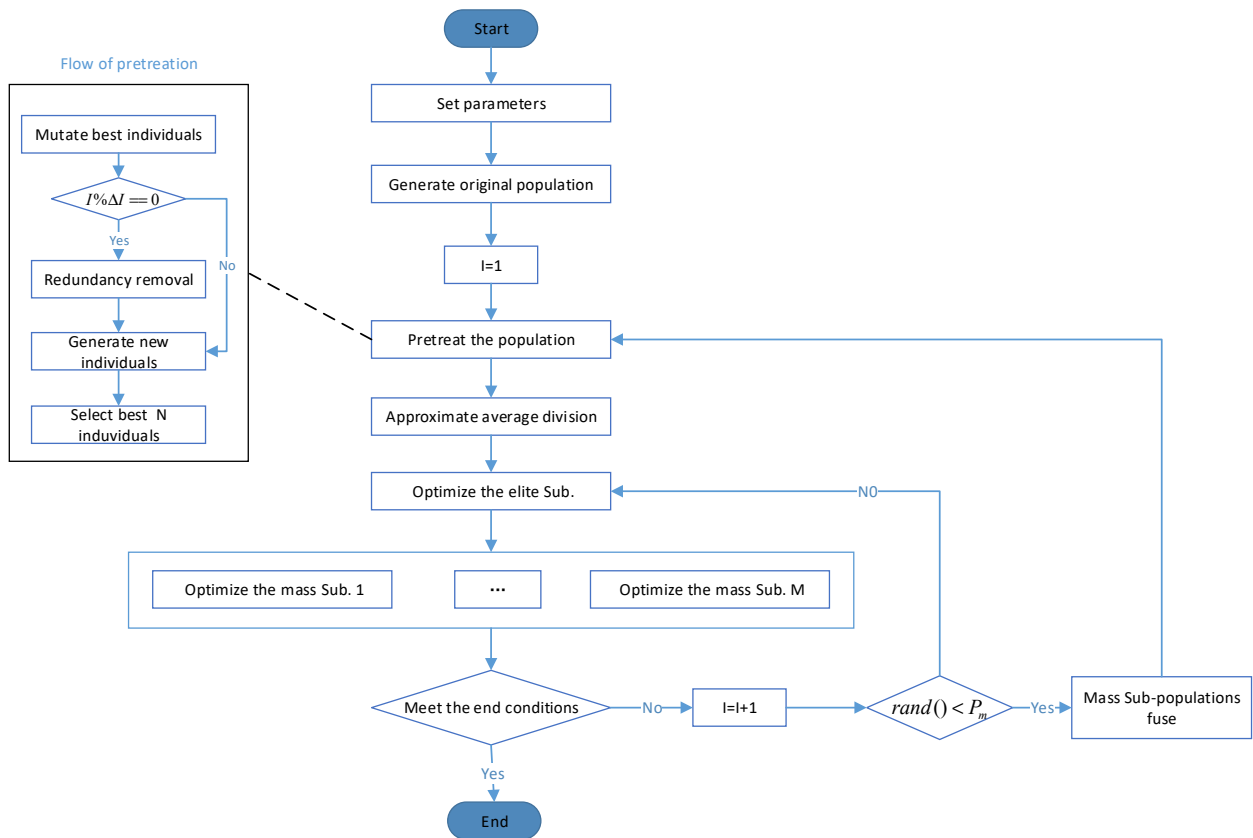 Start
Flow of pretreation
Set parameters
Mutate best individuals
Generate original population
I%ΔI==0
Yes
No
I=1
Redundancy removal
Pretreat the population
Generate new
individuals
Approximate average division
Select best N
induviduals
Optimize the elite Sub.
N0
Optimize the mass Sub. 1
...
Optimize the mass Sub. M
Meet the end conditions
No
I=I+1
rand() < Pm
Yes
Mass Sub-populations
fuse
Yes
End